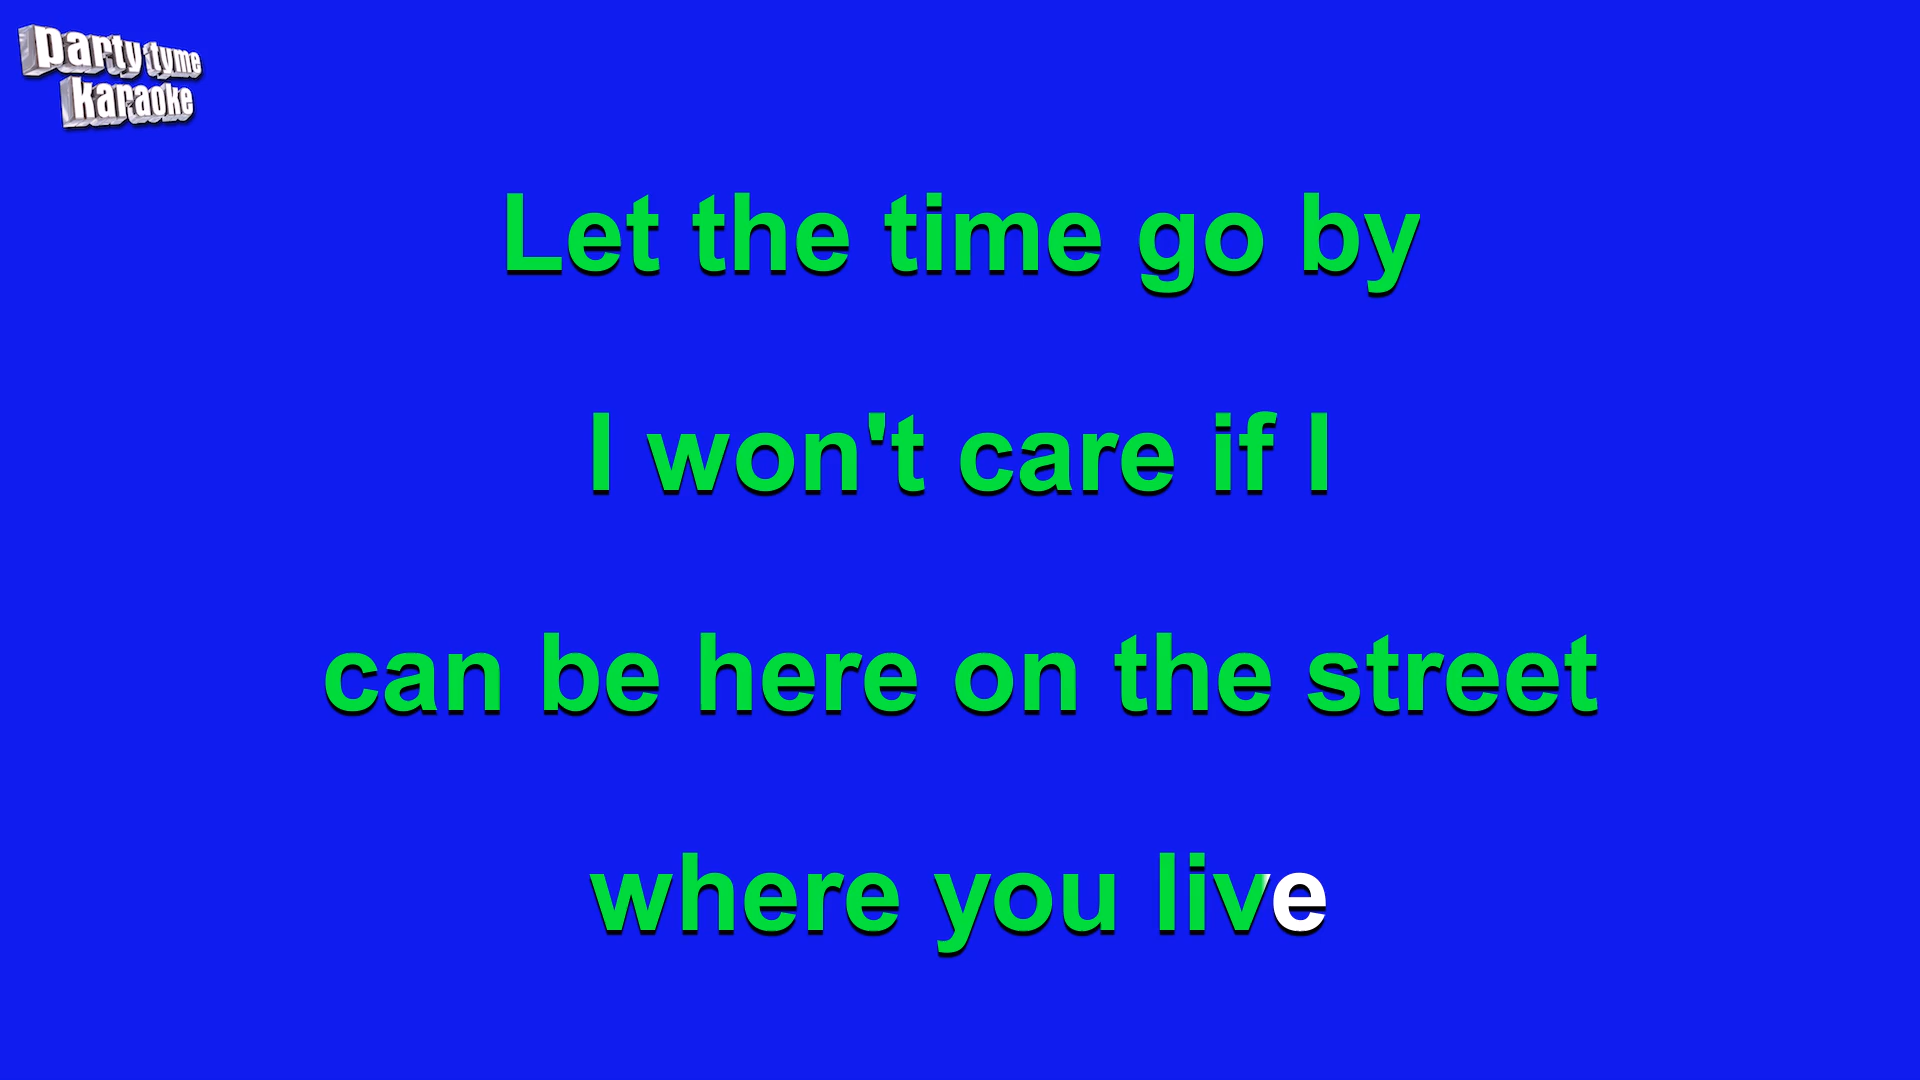 party tyme
karaoke
Let the time go by
I won't care if I
can be here on the street
where you live